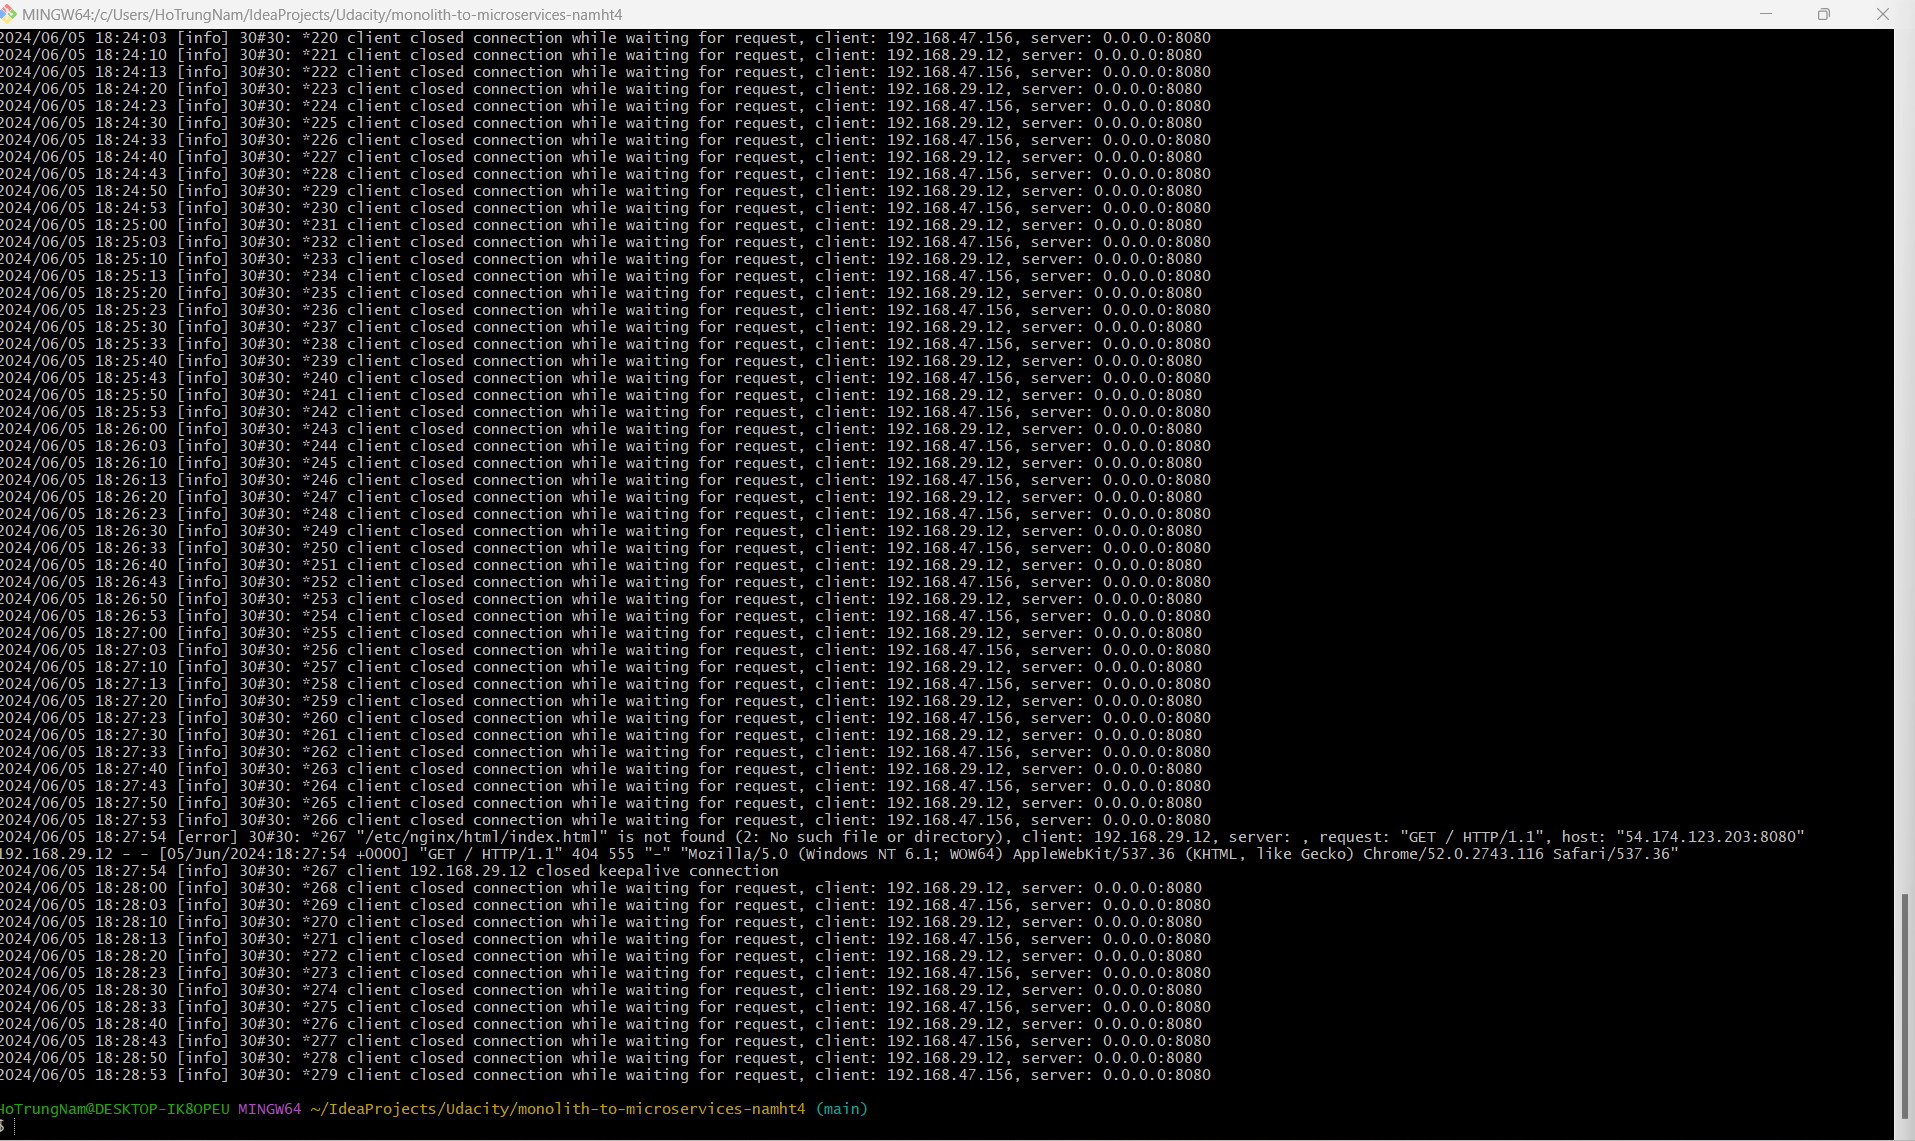 MINGW64:/c/Users/HoTrungNam/IdeaProjects/Udacity/monolith-to-microservices-namht4
2024/06/05 18:24:03 [info] 30#30: *220 client closed connection while waiting for request, client: 192.168.47.156, server: 0.0.0.0:8080
2024/06/05 18:24:10 [info] 30#30: *221 client closed connection while waiting for request, client: 192.168.29.12, server: 0.0.0.0:8080
2024/06/05 18:24:13 [info] 30#30: *222 client closed connection while waiting for request, client: 192.168.47.156, server: 0.0.0.0:8080
2024/06/05 18:24:20 [info] 30#30: *223 client closed connection while waiting for request, client: 192.168.29.12, server: 0.0.0.0:8080
2024/06/05 18:24:23 [info] 30#30: *224 client closed connection while waiting for request, client: 192.168.47.156, server: 0.0.0.0:8080
2024/06/05 18:24:30 [info] 30#30: *225 client closed connection while waiting for request, client: 192.168.29.12, server: 0.0.0.0:8080
2024/06/05 18:24:33 [info] 30#30: *226 client closed connection while waiting for request, client: 192.168.47.156, server: 0.0.0.0:8080
2024/06/05 18:24:40 [info] 30#30: *227 client closed connection while waiting for request, client: 192.168.29.12, server: 0.0.0.0:8080
2024/06/05 18:24:43 [info] 30#30: *228 client closed connection while waiting for request, client: 192.168.47.156, server: 0.0.0.0:8080
2024/06/05 18:24:50 [info] 30#30: *229 client closed connection while waiting for request, client: 192.168.29.12, server: 0.0.0.0:8080
2024/06/05 18:24:53 [info] 30#30: *230 client closed connection while waiting for request, client: 192.168.47.156, server: 0.0.0.0:8080
2024/06/05 18:25:00 [info] 30#30: *231 client closed connection while waiting for request, client: 192.168.29.12, server: 0.0.0.0:8080
2024/06/05 18:25:03 [info] 30#30: *232 client closed connection while waiting for request, client: 192.168.47.156, server: 0.0.0.0:8080
2024/06/05 18:25:10 [info] 30#30: *233 client closed connection while waiting for request, client: 192.168.29.12, server: 0.0.0.0:8080
2024/06/05 18:25:13 [info] 30#30: *234 client closed connection while waiting for request, client: 192.168.47.156, server: 0.0.0.0:8080
2024/06/05 18:25:20 [info] 30#30: *235 client closed connection while waiting for request, client: 192.168.29.12, server: 0.0.0.0:8080
2024/06/05 18:25:23 [info] 30#30: *236 client closed connection while waiting for request, client: 192.168.47.156, server: 0.0.0.0:8080
2024/06/05 18:25:30 [info] 30#30: *237 client closed connection while waiting for request, client: 192.168.29.12, server: 0.0.0.0:8080
2024/06/05 18:25:33 [info] 30#30: *238 client closed connection while waiting for request, client: 192.168.47.156, server: 0.0.0.0:8080
2024/06/05 18:25:40 [info] 30#30: *239 client closed connection while waiting for request, client: 192.168.29.12, server: 0.0.0.0:8080
2024/06/05 18:25:43 [info] 30#30: *240 client closed connection while waiting for request, client: 192.168.47.156, server: 0.0.0.0:8080
2024/06/05 18:25:50 [info] 30#30: *241 client closed connection while waiting for request, client: 192.168.29.12, server: 0.0.0.0:8080
2024/06/05 18:25:53 [info] 30#30: *242 client closed connection while waiting for request, client: 192.168.47.156, server: 0.0.0.0:8080
2024/06/05 18:26:00 [info] 30#30: *243 client closed connection while waiting for request, client: 192.168.29.12, server: 0.0.0.0:8080
2024/06/05 18:26:03 [info] 30#30: *244 client closed connection while waiting for request, client: 192.168.47.156, server: 0.0.0.0:8080
2024/06/05 18:26:10 [info] 30#30: *245 client closed connection while waiting for request, client: 192.168.29.12, server: 0.0.0.0:8080
2024/06/05 18:26:13 [info] 30#30: *246 client closed connection while waiting for request, client: 192.168.47.156, server: 0.0.0.0:8080
2024/06/05 18:26:20 [info] 30#30: *247 client closed connection while waiting for request, client: 192.168.29.12, server: 0.0.0.0:8080
2024/06/05 18:26:23 [info] 30#30: *248 client closed connection while waiting for request, client: 192.168.47.156, server: 0.0.0.0:8080
2024/06/05 18:26:30 [info] 30#30: *249 client closed connection while waiting for request, client: 192.168.29.12, server: 0.0.0.0:8080
2024/06/05 18:26:33 [info] 30#30: *250 client closed connection while waiting for request, client: 192.168.47.156, server: 0.0.0.0:8080
2024/06/05 18:26:40 [info] 30#30: *251 client closed connection while waiting for request, client: 192.168.29.12, server: 0.0.0.0:8080
2024/06/05 18:26:43 [info] 30#30: *252 client closed connection while waiting for request, client: 192.168.47.156, server: 0.0.0.0:8080
2024/06/05 18:26:50 [info] 30#30: *253 client closed connection while waiting for request, client: 192.168.29.12, server: 0.0.0.0:8080
2024/06/05 18:26:53 [info] 30#30: *254 client closed connection while waiting for request, client: 192.168.47.156, server: 0.0.0.0:8080
2024/06/05 18:27:00 [info] 30#30: *255 client closed connection while waiting for request, client: 192.168.29.12, server: 0.0.0.0:8080
2024/06/05 18:27:03 [info] 30#30: *256 client closed connection while waiting for request, client: 192.168.47.156, server: 0.0.0.0:8080
2024/06/05 18:27:10 [info] 30#30: *257 client closed connection while waiting for request, client: 192.168.29.12, server: 0.0.0.0:8080
2024/06/05 18:27:13 [info] 30#30: *258 client closed connection while waiting for request, client: 192.168.47.156, server: 0.0.0.0:8080
2024/06/05 18:27:20 [info] 30#30: *259 client closed connection while waiting for request, client: 192.168.29.12, server: 0.0.0.0:8080
2024/06/05 18:27:23 [info] 30#30: *260 client closed connection while waiting for request, client: 192.168.47.156, server: 0.0.0.0:8080
2024/06/05 18:27:30 [info] 30#30: *261 client closed connection while waiting for request, client: 192.168.29.12, server: 0.0.0.0:8080
2024/06/05 18:27:33 [info] 30#30: *262 client closed connection while waiting for request, client: 192.168.47.156, server: 0.0.0.0:8080
2024/06/05 18:27:40 [info] 30#30: *263 client closed connection while waiting for request, client: 192.168.29.12, server: 0.0.0.0:8080
2024/06/05 18:27:43 [info] 30#30: *264 client closed connection while waiting for request, client: 192.168.47.156, server: 0.0.0.0:8080
2024/06/05 18:27:50 [info] 30#30: *265 client closed connection while waiting for request, client: 192.168.29.12, server: 0.0.0.0:8080
2024/06/05 18:27:53 [info] 30#30: *266 client closed connection while waiting for request, client: 192.168.47.156, server: 0.0.0.0:8080
2024/06/05 18:27:54 [error] 30#30: *267 "/etc/nginx/html/index.html" is not found (2: No such file or directory), client: 192.168.29.12, server: , request: "GET / HTTP/1.1", host: "54.174.123.203:8080"
192.168.29.12 - - [05/Jun/2024:18:27:54 +0000] "GET / HTTP/1.1" 404 555 "-" "Mozilla/5.0 (Windows NT 6.1; WOW64) AppleWebKit/537.36 (KHTML, like Gecko) Chrome/52.0.2743.116 Safari/537.36"
2024/06/05 18:27:54 [info] 30#30: *267 client 192.168.29.12 closed keepalive connection
2024/06/05 18:28:00 [info] 30#30: *268 client closed connection while waiting for request, client: 192.168.29.12, server: 0.0.0.0:8080
2024/06/05 18:28:03 [info] 30#30: *269 client closed connection while waiting for request, client: 192.168.47.156, server: 0.0.0.0:8080
2024/06/05 18:28:10 [info] 30#30: *270 client closed connection while waiting for request, client: 192.168.29.12, server: 0.0.0.0:8080
2024/06/05 18:28:13 [info] 30#30: *271 client closed connection while waiting for request, client: 192.168.47.156, server: 0.0.0.0:8080
2024/06/05 18:28:20 [info] 30#30: *272 client closed connection while waiting for request, client: 192.168.29.12, server: 0.0.0.0:8080
2024/06/05 18:28:23 [info] 30#30: *273 client closed connection while waiting for request, client: 192.168.47.156, server: 0.0.0.0:8080
2024/06/05 18:28:30 [info] 30#30: *274 client closed connection while waiting for request, client: 192.168.29.12, server: 0.0.0.0:8080
2024/06/05 18:28:33 [info] 30#30: *275 client closed connection while waiting for request, client: 192.168.47.156, server: 0.0.0.0:8080
2024/06/05 18:28:40 [info] 30#30: *276 client closed connection while waiting for request, client: 192.168.29.12, server: 0.0.0.0:8080
2024/06/05 18:28:43 [info] 30#30: *277 client closed connection while waiting for request, client: 192.168.47.156, server: 0.0.0.0:8080
2024/06/05 18:28:50 [info] 30#30: *278 client closed connection while waiting for request, client: 192.168.29.12, server: 0.0.0.0:8080
2024/06/05 18:28:53 [info] 30#30: *279 client closed connection while waiting for request, client: 192.168.47.156, server: 0.0.0.0:8080
HoTrungNam@DESKTOP-IK8OPEU MINGW64 ~/IdeaProjects/Udacity/monolith-to-microservices-namht4 (main)
$